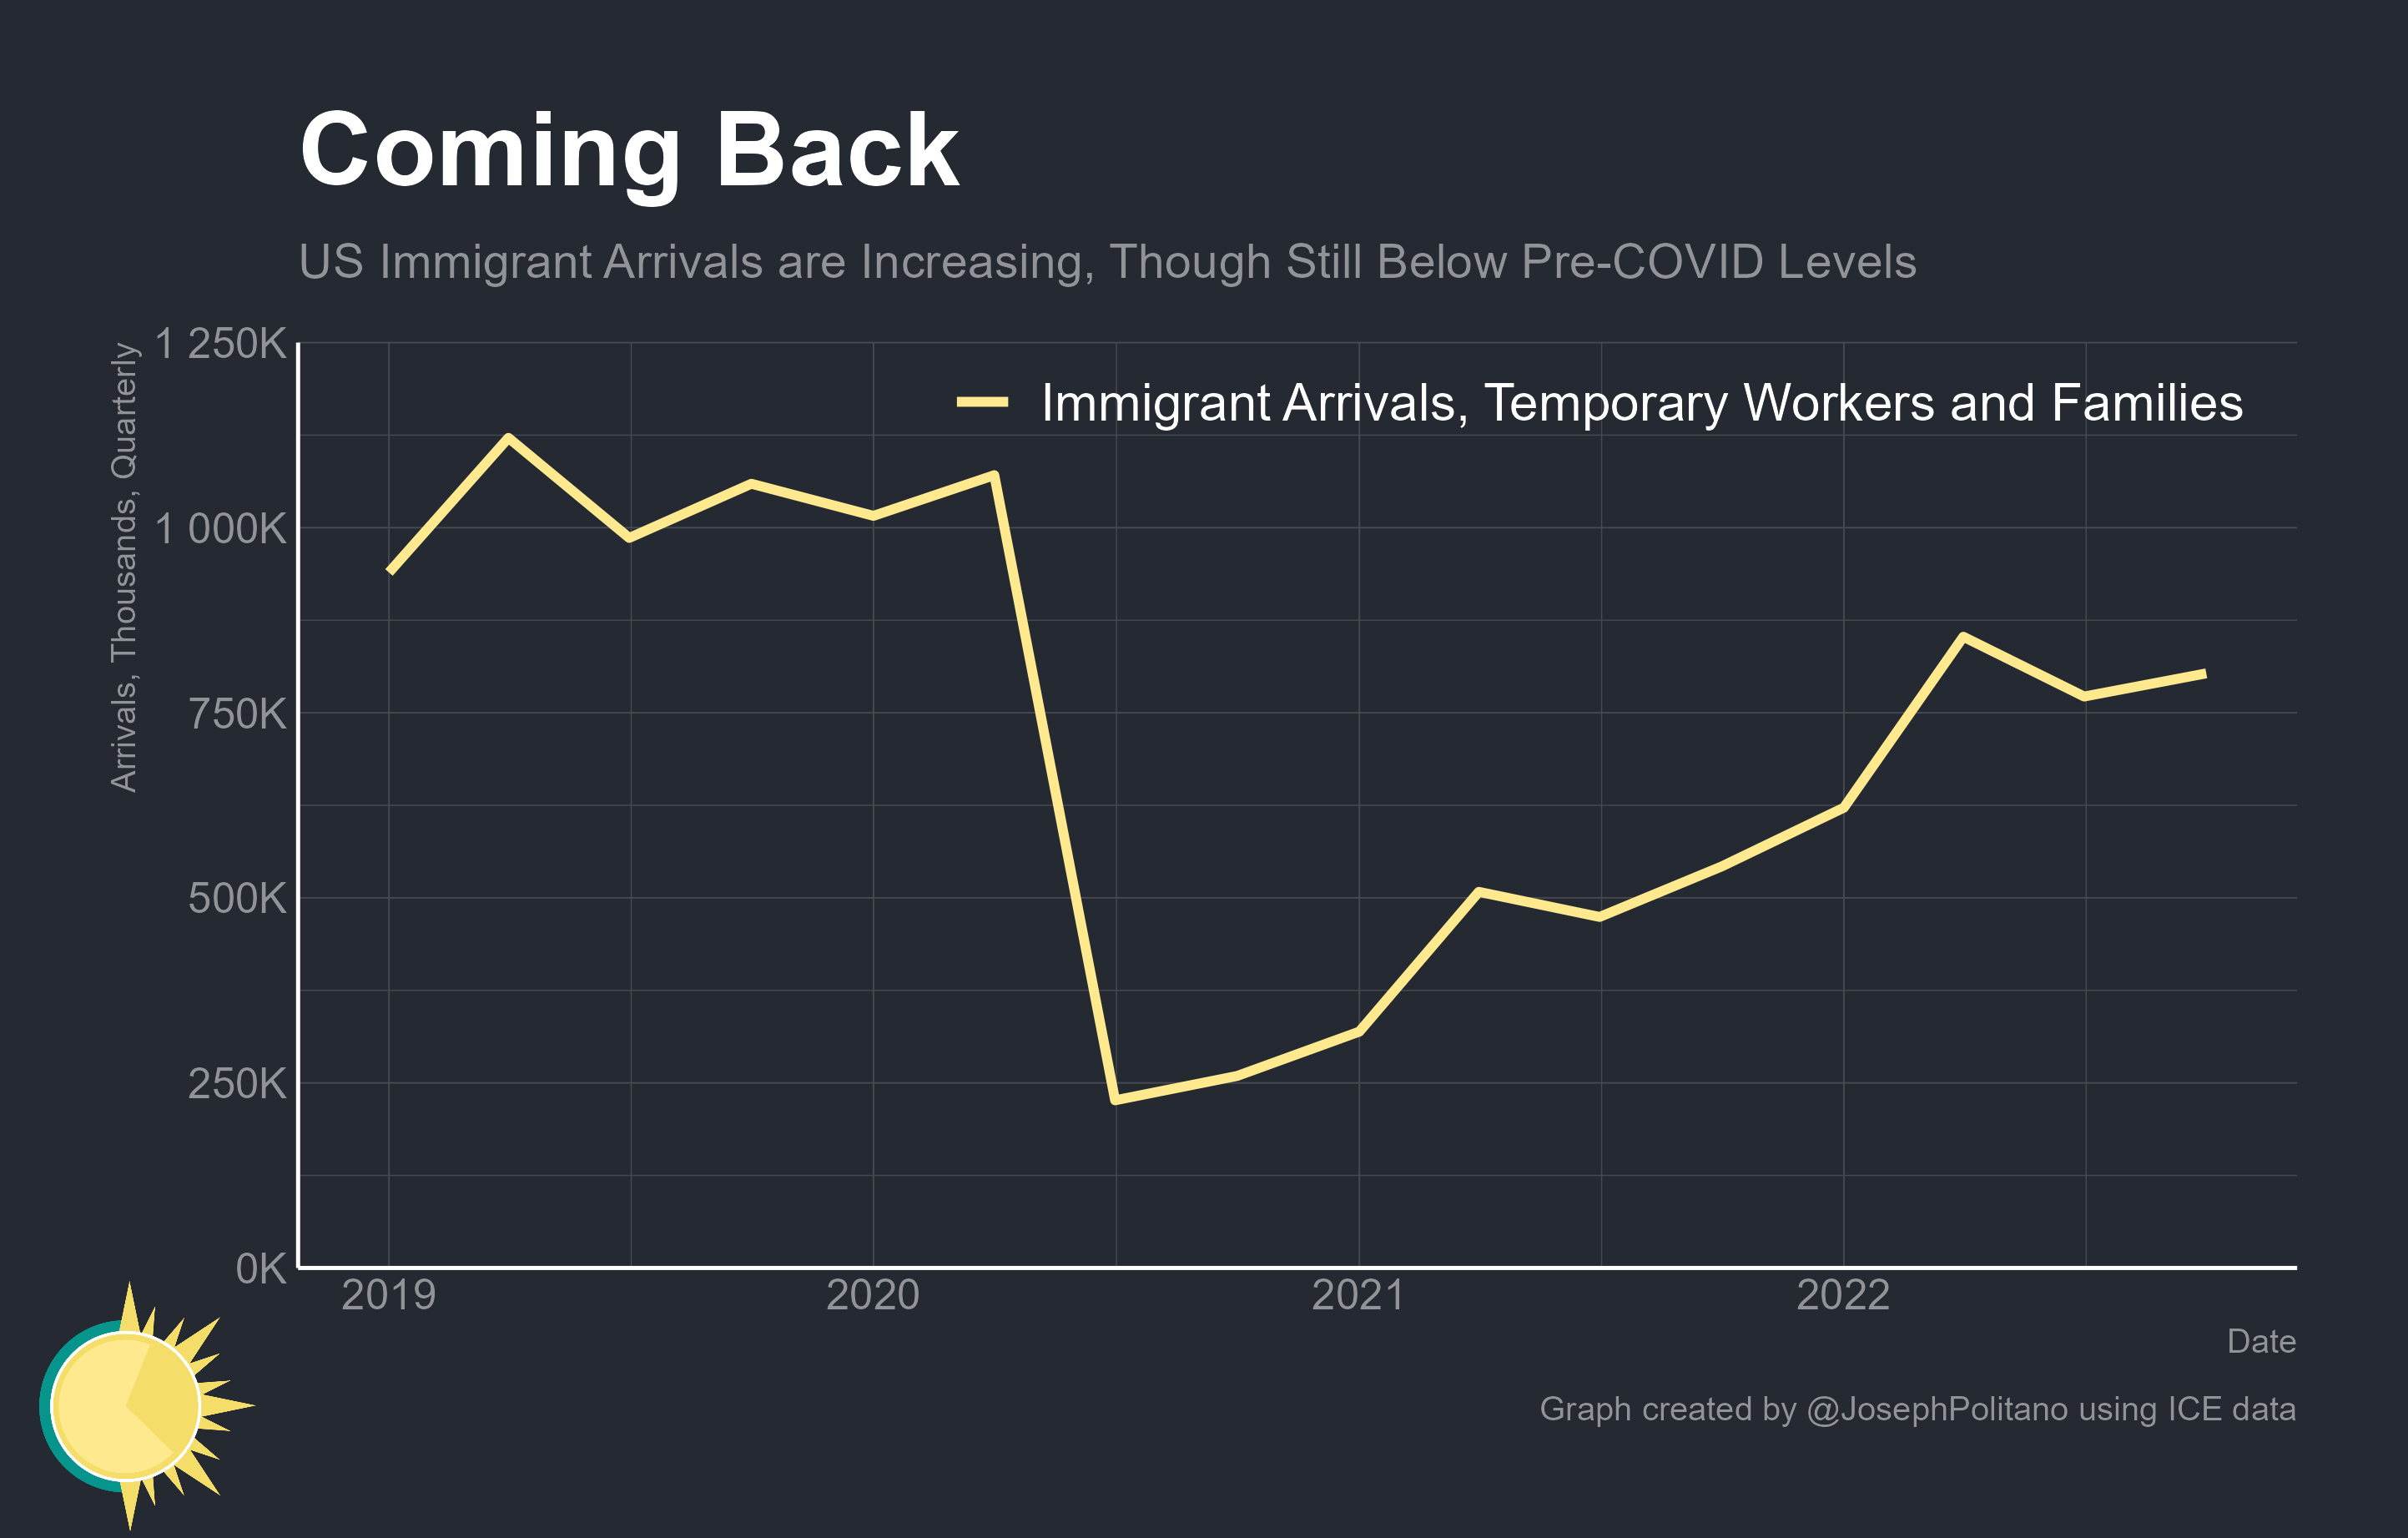 Coming Back
US Immigrant Arrivals are Increasing, Though Still Below Pre-COVID Levels
Arrivals, Thousands, Quarterly
1 250K
1 000K
750K
500K
250K
0K
Immigrant Arrivals, Temporary Workers and Families
2019
2020
2021
2022
Date
Graph created by @JosephPolitano using ICE data